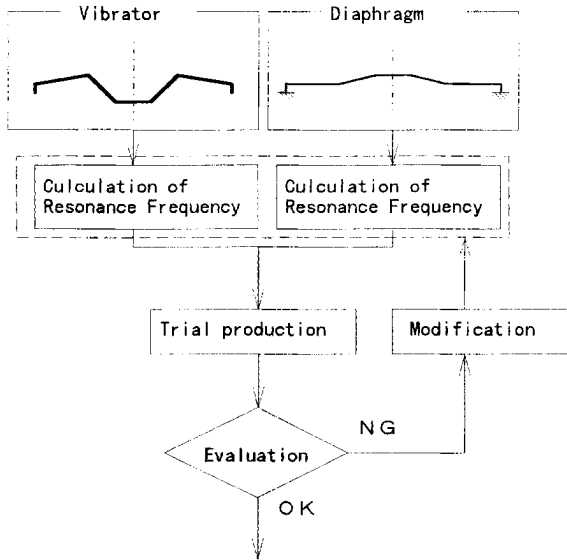 Vibrator
Diaphragm
Culculation of
Resonance Frequency
Culculation of
Resonance Frequency
Trial production
Modification
Evaluation
NG
OK